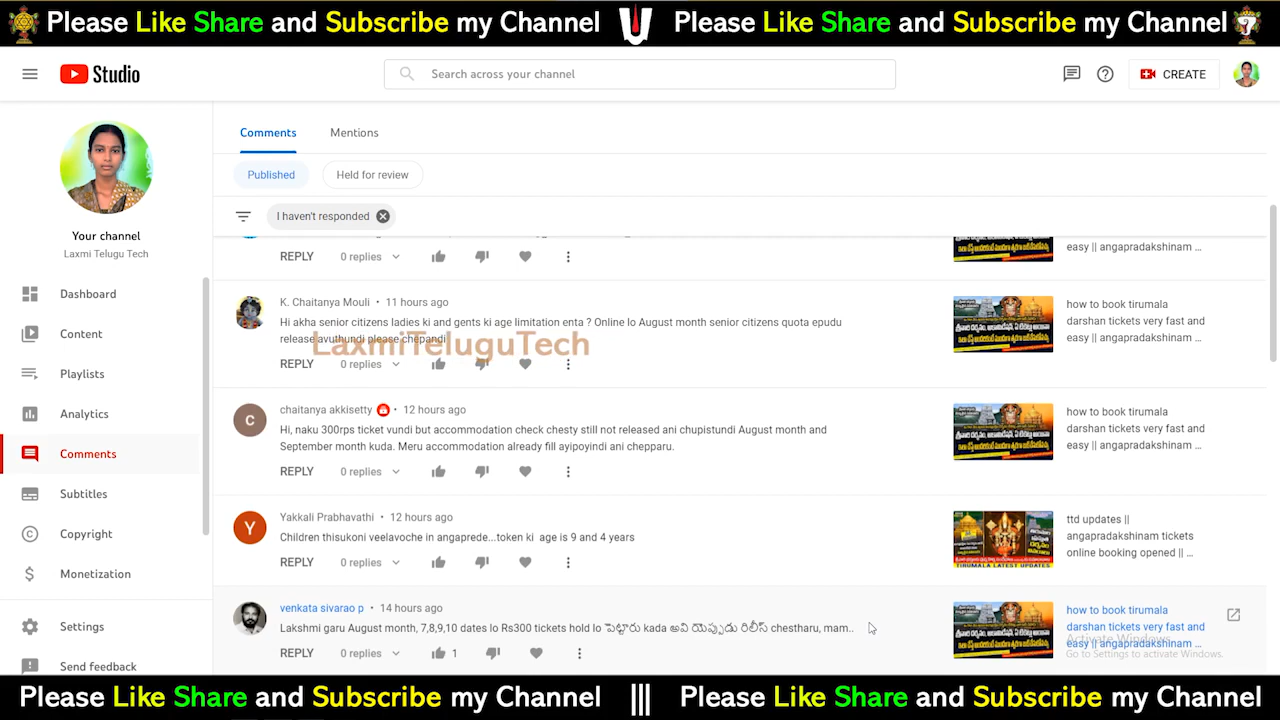 Please Like Share and Subscribe my Channel Please Like Share and Subscribe my Channel
Studio
Search across your channel
CREATE
Your channel
Laxmi Telugu Tech
Dashboard
Content
Playlists
Analytics
Comments
Subtitles
Copyright
Monetization
Settings
Send feedback
Comments Mentions
Published Held for review
I haven't responded
REPLY 0 replies
easy || angapradakshinam ...
K. Chaitanya Mouli • 11 hours ago
Hi akha senior citizens ladies ki and gents ki age limitation enta ? Online lo August month senior citizens quota epudu
release avuthundi please chepandi
LaxmiTeluguTech
REPLY 0 replies
how to book tirumala
darshan tickets very fast and
easy || angapradakshinam ...
chaitanya akkisetty • 12 hours ago
Hi, naku 300rps ticket vundi but accommodation check chesty still not released ani chupistundi August month and
September month kuda. Meru accommodation already fill ayipoyindi ani chepparu.
REPLY 0 replies
how to book tirumala
darshan tickets very fast and
easy || angapradakshinam ...
Yakkali Prabhavathi • 12 hours ago
Children thisukoni veelavoche in angaprede...token ki age is 9 and 4 years
REPLY 0 replies
TIRUMALA LATEST UPDATES
ttd updates ||
angapradakshinam tickets
online booking opened || ...
venkata sivarao p • 14 hours ago
Lakshmi garu August month, 7,8,9,10 dates lo Rs300 tickets hold lo పెట్టారు kada అవి యెప్పుడు రిలీస్ chestharu, mam..
REPLY 0 replies 1
how to book tirumala
darshan tickets very fast and
easy || angapradakshinam ...
Activate Windows
Go to Settings to activate Windows.
Please Like Share and Subscribe my Channel ||| Please Like Share and Subscribe my Channel